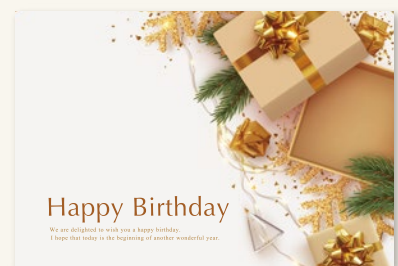 Happy Birthday
We are delighted to wish you a happy birthday.
I hope that today is the beginning of another wonderful year.